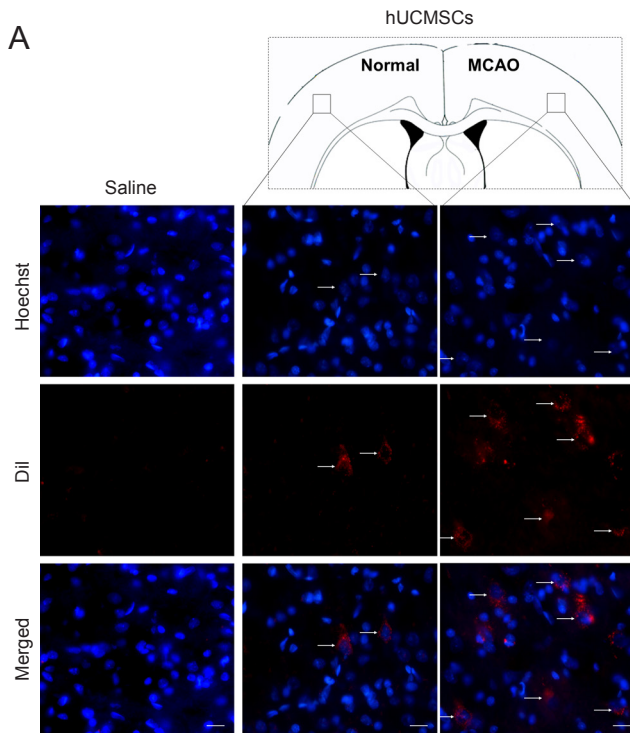 hUCMSCs
A
Normal
MCAO
Saline
Hoechst
Dil
Merged